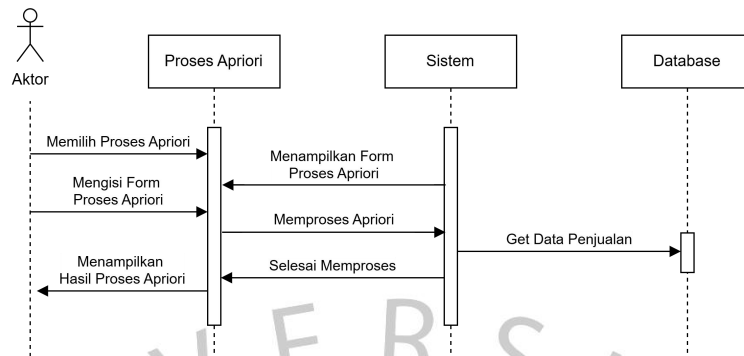 Aktor
Proses Apriori
Sistem
Database
Memilih Proses Apriori
Menampilkan Form
Proses Apriori
Mengisi Form
Proses Apriori
Memproses Apriori
Get Data Penjualan
Selesai Memproses
Menampilkan
Hasil Proses Apriori
V E R S